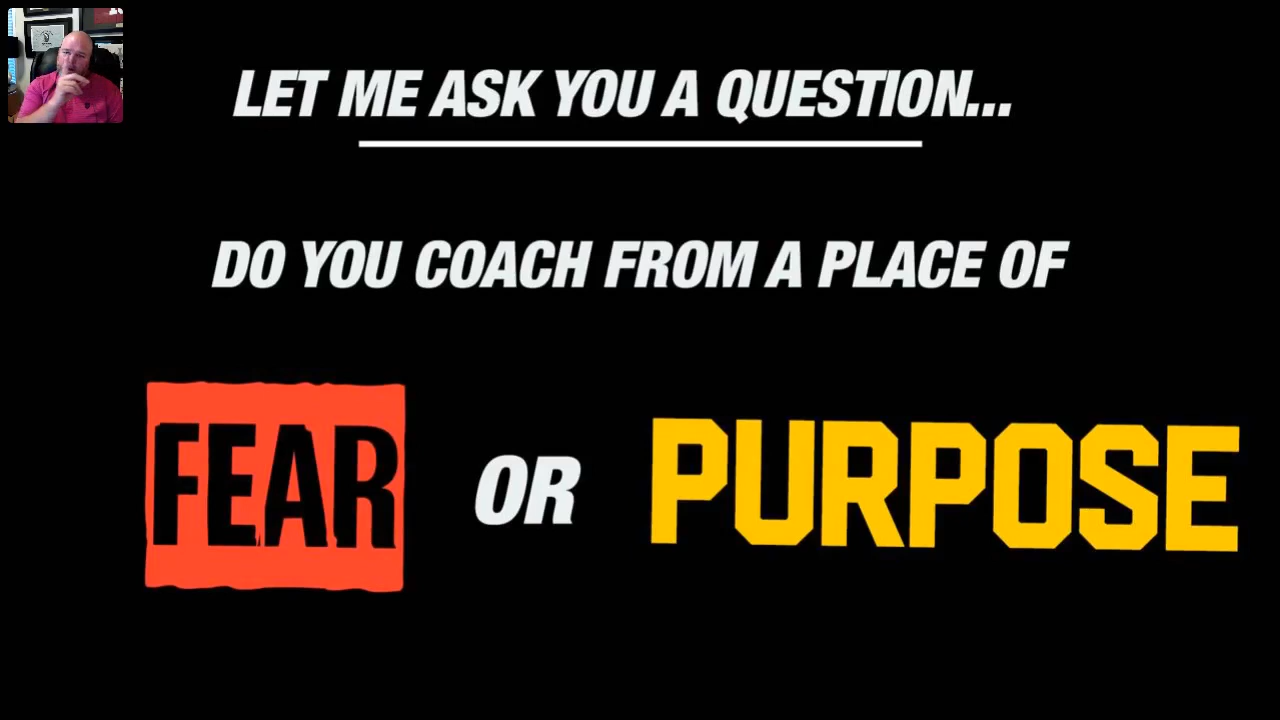 LET ME ASK YOU A QUESTION...
DO YOU COACH FROM A PLACE OF
FEAR OR PURPOSE